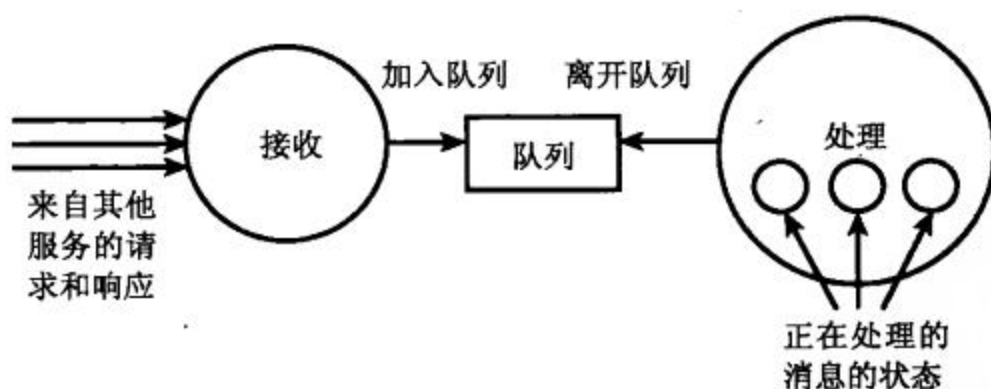 加入队列
离开队列
接收
队列
处理
来自其他
服务的请
求和响应
正在处理的
消息的状态